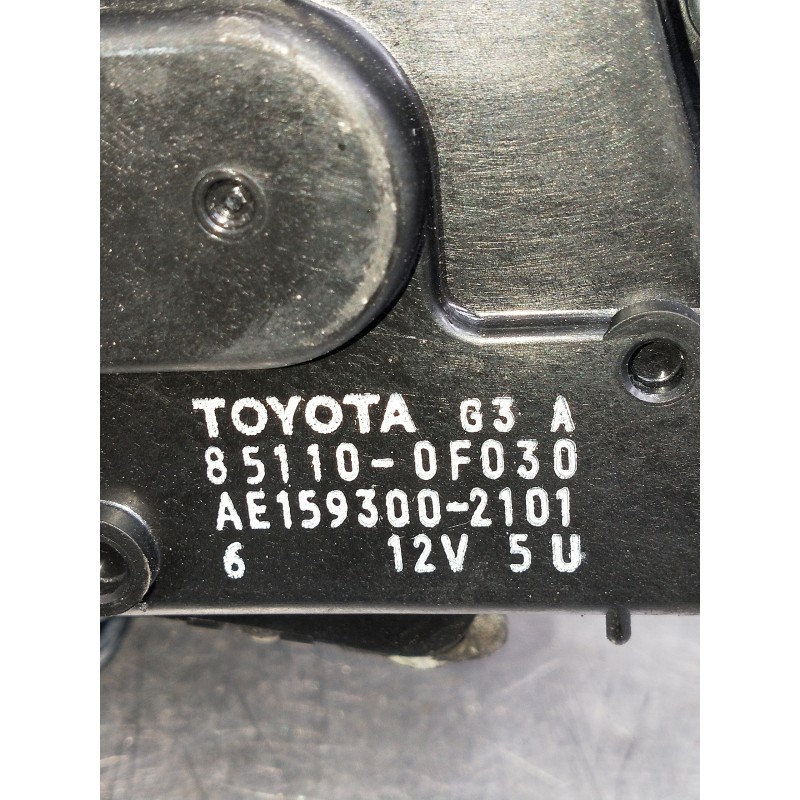 TOYOTA G3 A
85110-0F030
AE159300-2101
6 12V 5U